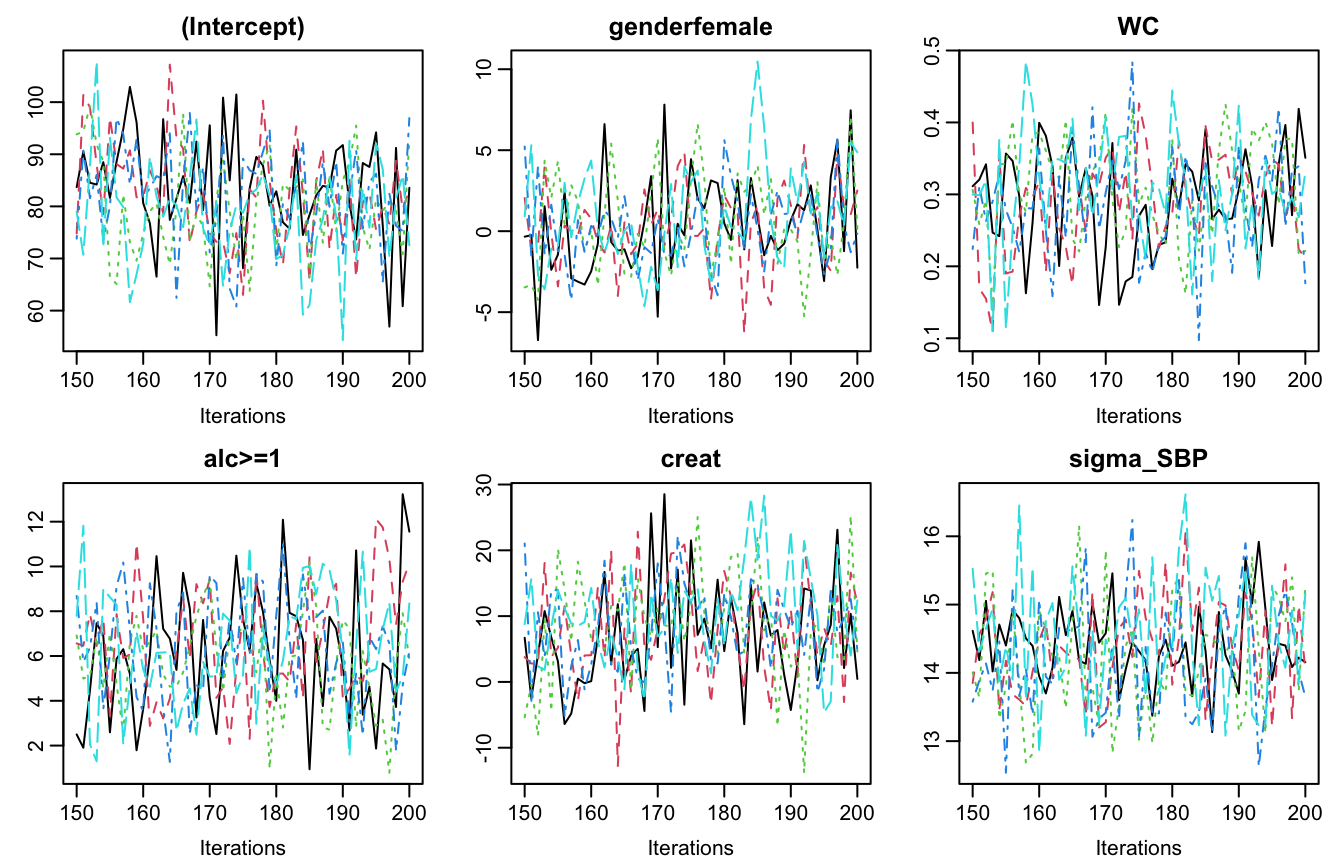 (Intercept) genderfemale WC
100 90 80 70 60
10 5 0 -5
0.5 0.4 0.3 0.2 0.1
150 160 170 180 190 200 150 160 170 180 190 200 150 160 170 180 190 200
Iterations Iterations Iterations
alc>=1 creat sigma_SBP
12 10 8 6 4 2
30 20 10 0 -10
16 15 14 13
150 160 170 180 190 200 150 160 170 180 190 200 150 160 170 180 190 200
Iterations Iterations Iterations